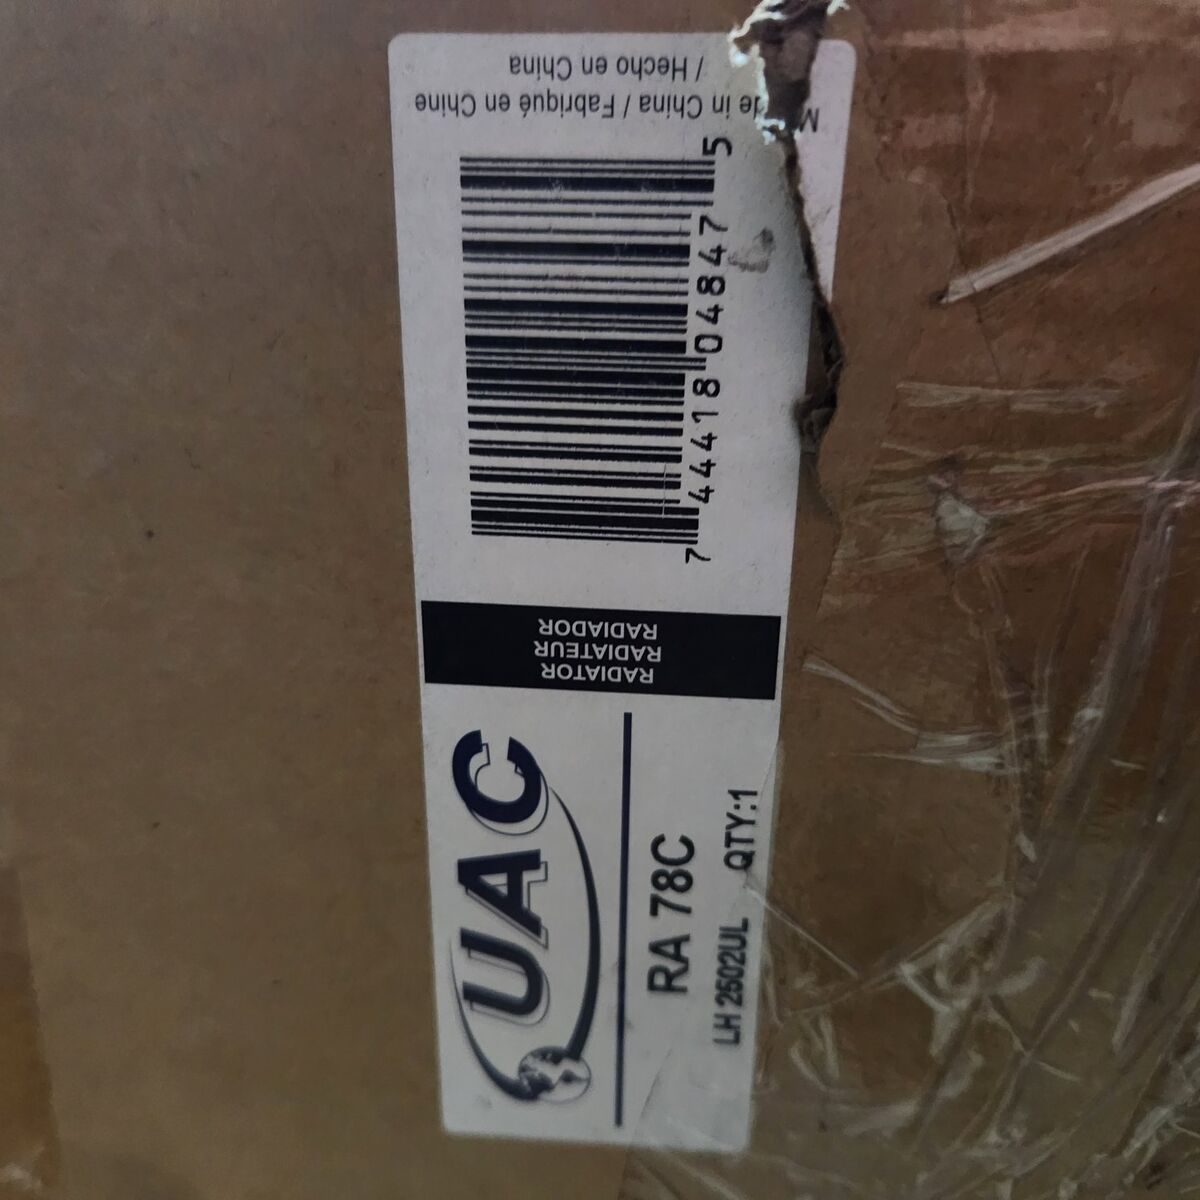 UAC
RA 78C
LH 2502UL QTY:1
RADIATOR
RADIATEUR
RADIADOR
7 44418 04847 5
de in China / Fabriqué en Chine
/ Hecho en China